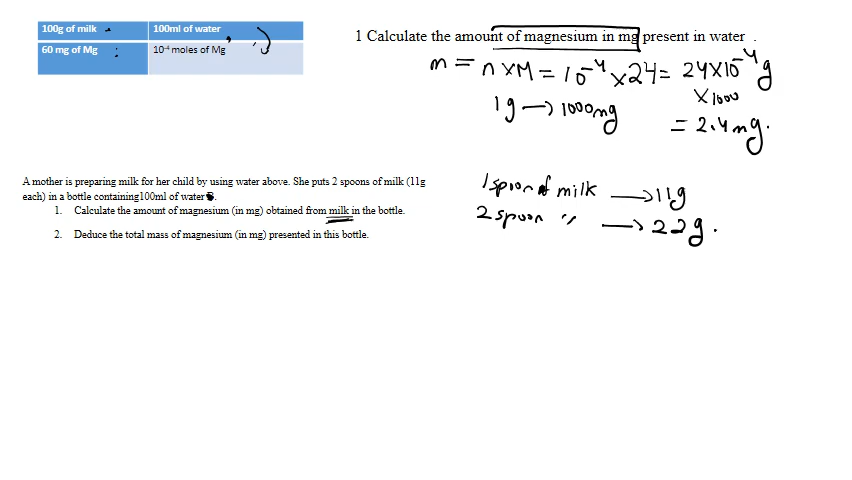 100g of milk 100ml of water
60 mg of Mg : 10⁻⁴ moles of Mg
1 Calculate the amount of magnesium in mg present in water .
m = n×M = 10⁻⁴ ×24 = 24×10⁻⁴ g
1g → 1000mg ×1000
= 2.4 mg.
A mother is preparing milk for her child by using water above. She puts 2 spoons of milk (11g
each) in a bottle containing100ml of water .
1. Calculate the amount of magnesium (in mg) obtained from milk in the bottle.
2. Deduce the total mass of magnesium (in mg) presented in this bottle.
1 spoon of milk → 11g
2 spoon " → 22g.